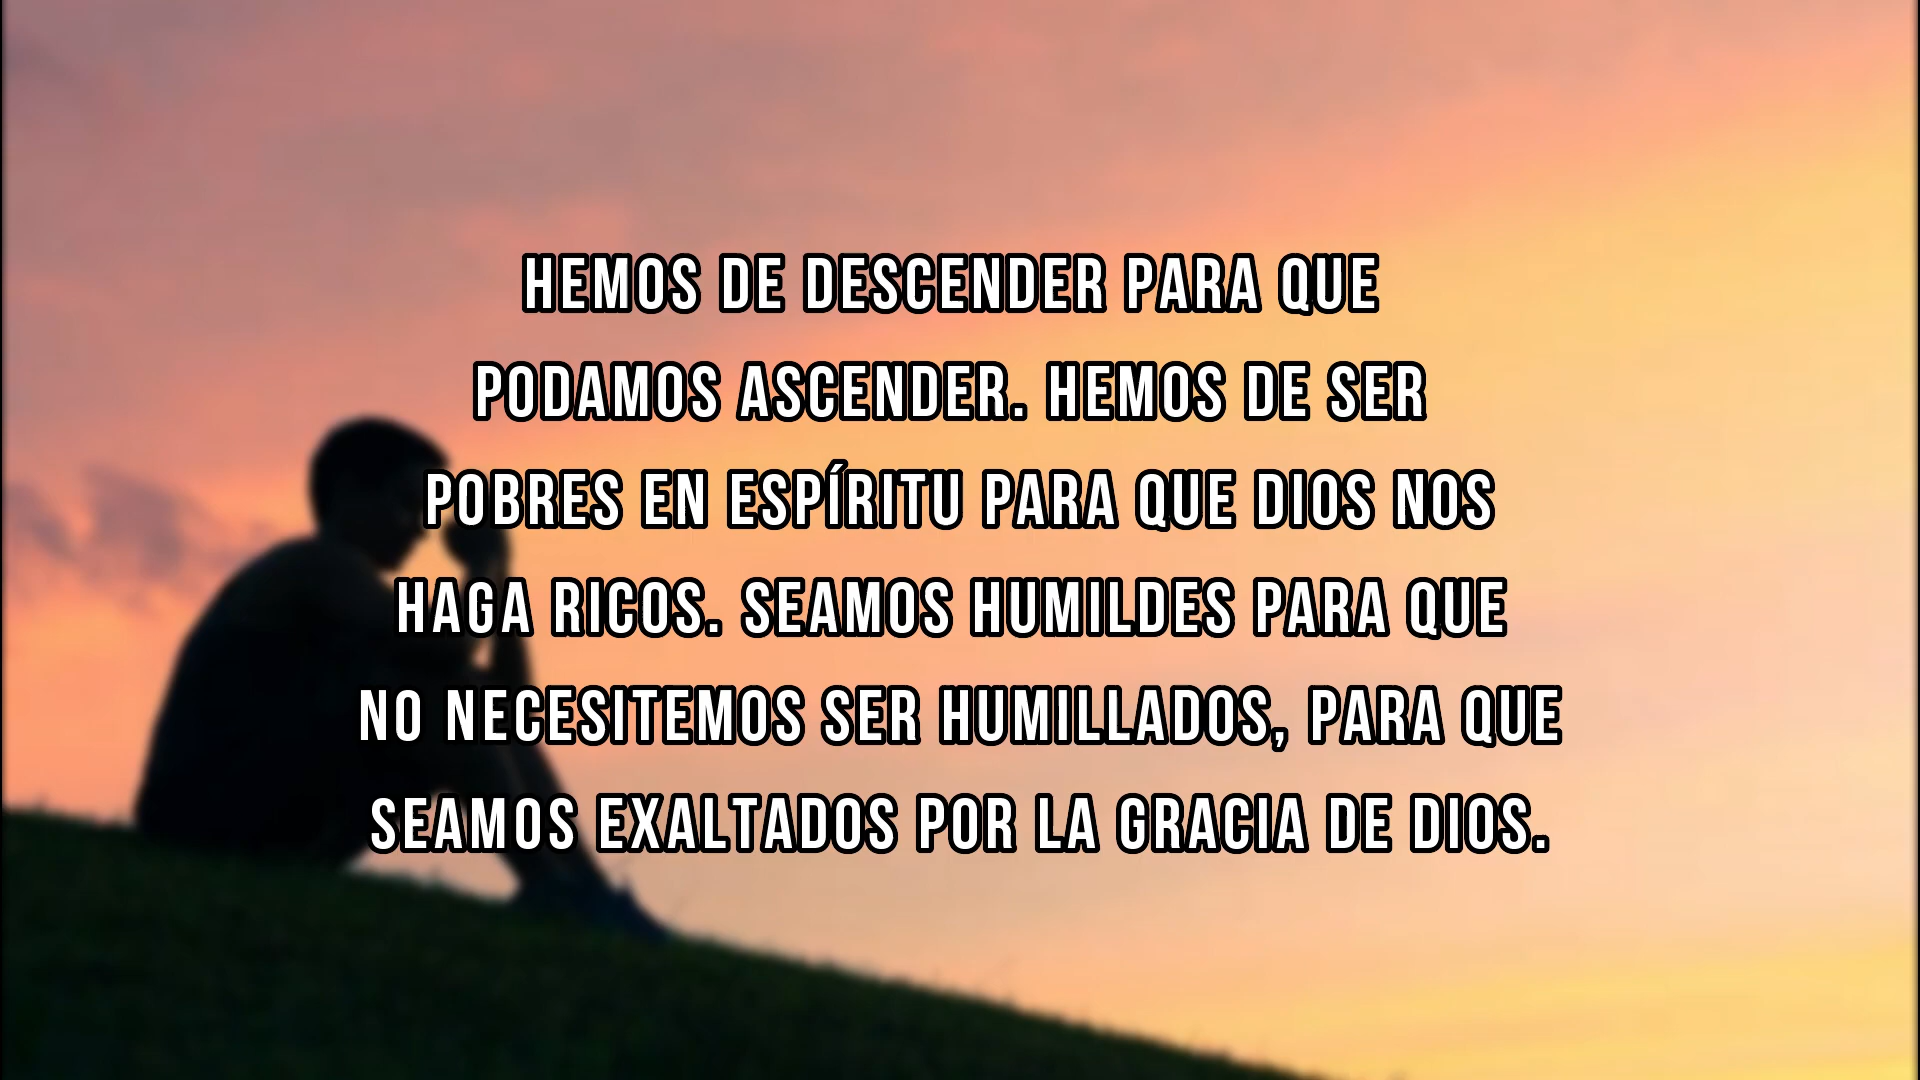 HEMOS DE DESCENDER PARA QUE
PODAMOS ASCENDER. HEMOS DE SER
POBRES EN ESPÍRITU PARA QUE DIOS NOS
HAGA RICOS. SEAMOS HUMILDES PARA QUE
NO NECESITEMOS SER HUMILLADOS, PARA QUE
SEAMOS EXALTADOS POR LA GRACIA DE DIOS.